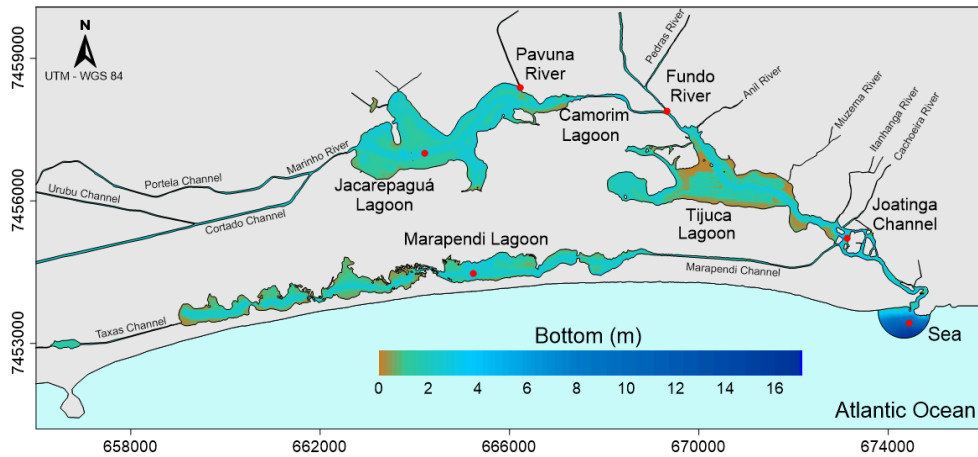 N
UTM - WGS 84
7459000
7456000
7453000
Pavuna
River
Pedras River
Fundo
River
Anil River
Camorim
Lagoon
Muzema River
Itanhanga River
Cachoeira River
Marinho River
Portela Channel
Urubu Channel
Cortado Channel
Jacarepaguá
Lagoon
Tijuca
Lagoon
Joatinga
Channel
Marapendi Lagoon
Marapendi Channel
Taxas Channel
Sea
Bottom (m)
0 2 4 6 8 10 12 14 16
Atlantic Ocean
658000 662000 666000 670000 674000